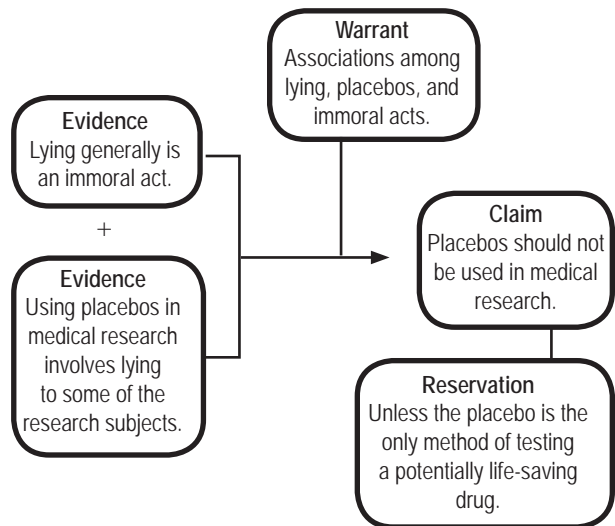 Warrant
Associations among
lying, placebos, and
immoral acts.
Evidence
Lying generally is
an immoral act.
+
Evidence
Using placebos in
medical research
involves lying
to some of the
research subjects.
Claim
Placebos should not
be used in medical
research.
Reservation
Unless the placebo is the
only method of testing
a potentially life-saving
drug.